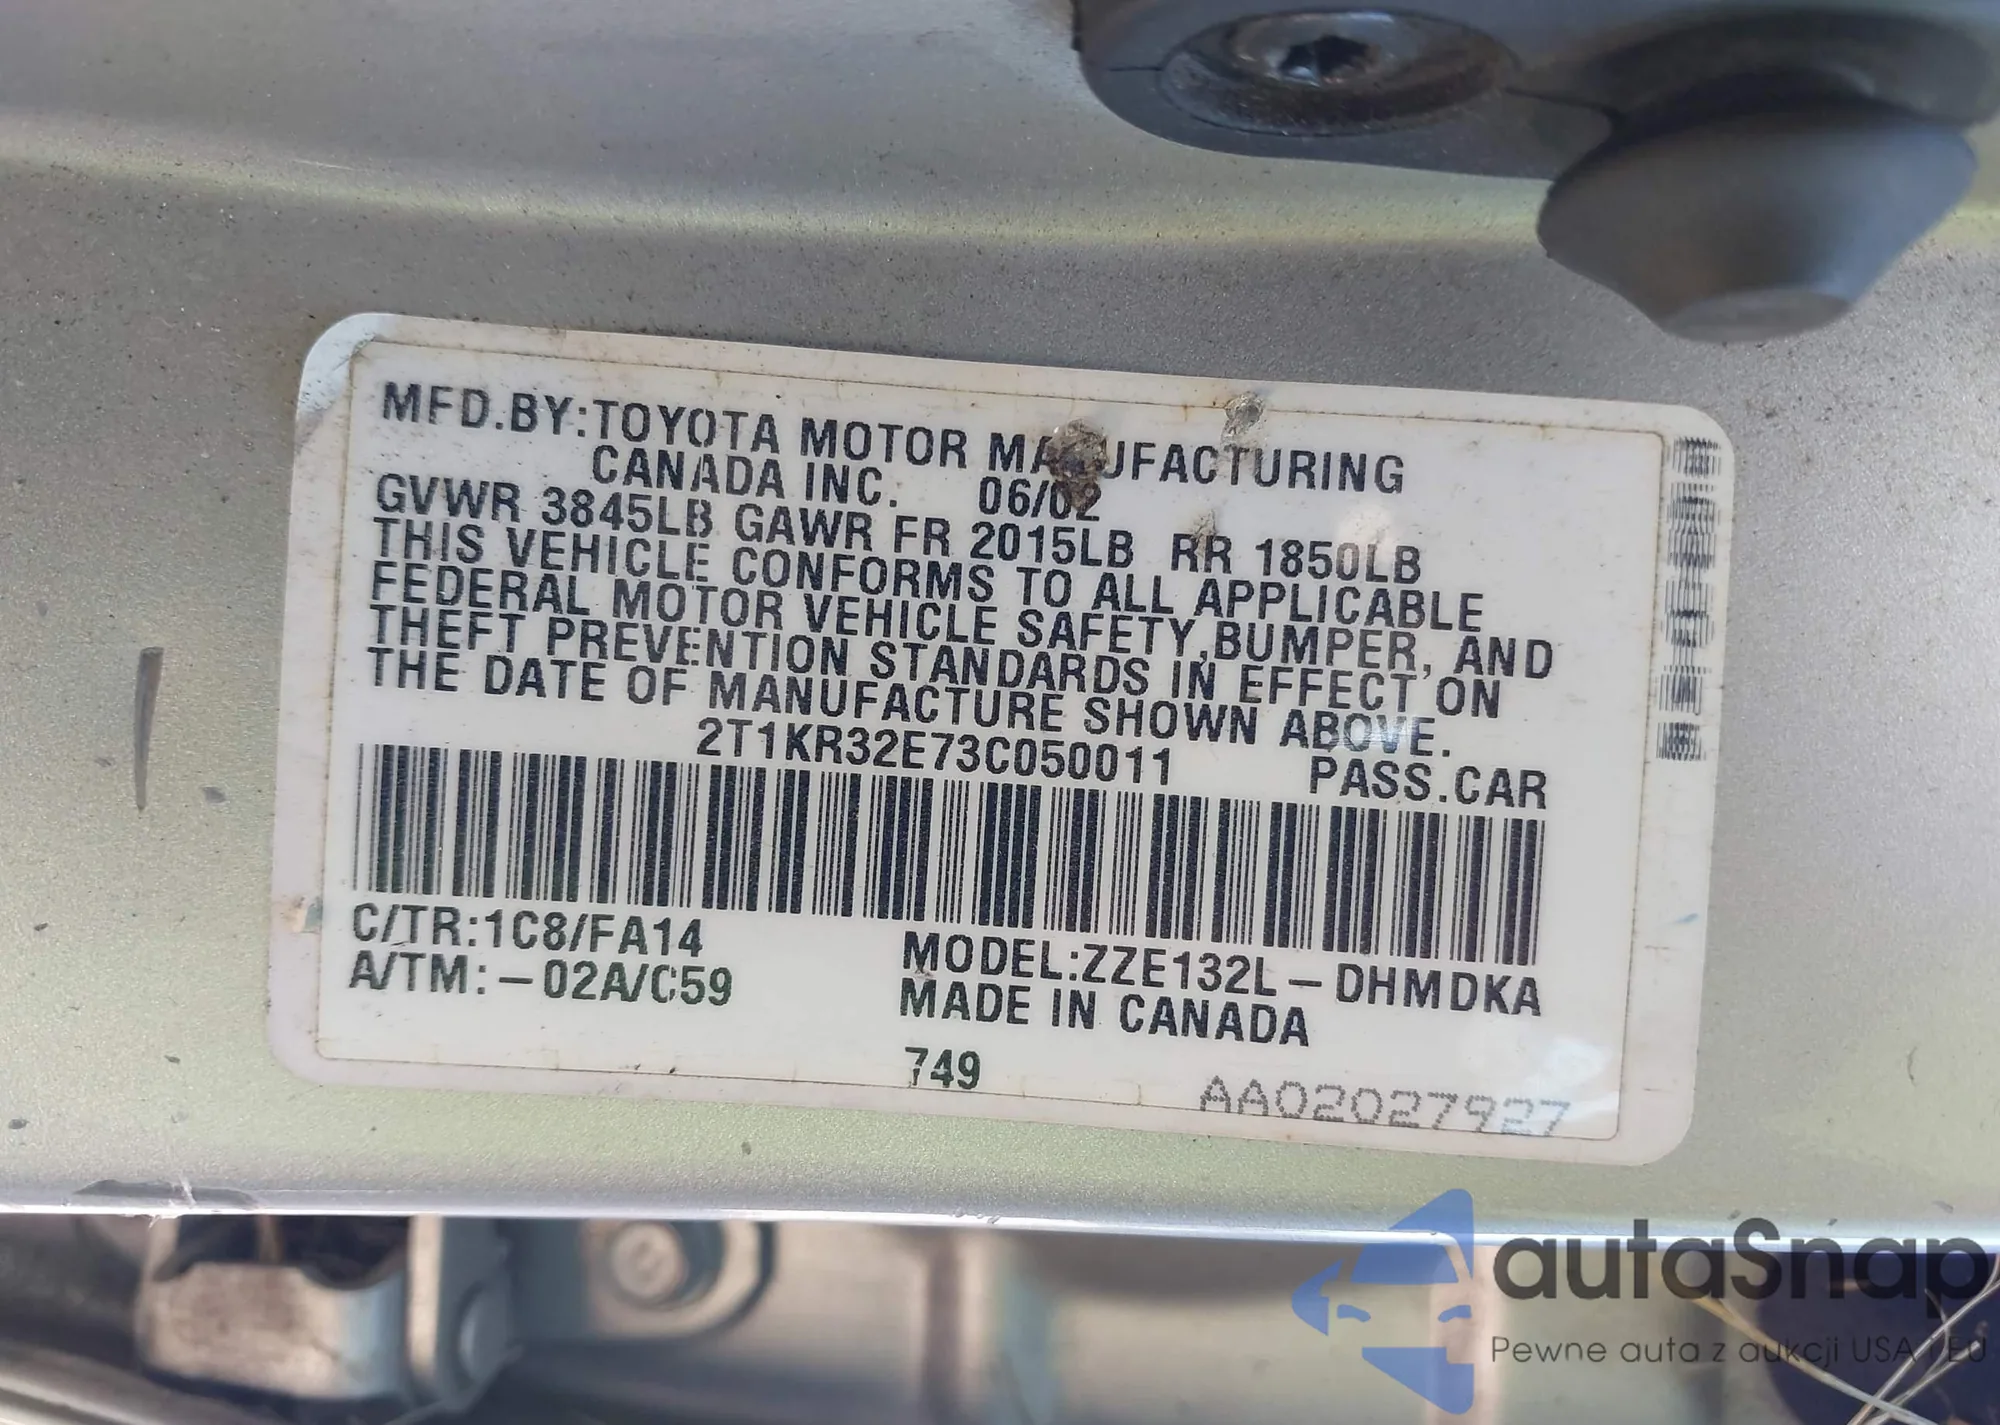 MFD.BY:TOYOTA MOTOR MANUFACTURING
CANADA INC. 06/02
GVWR 3845LB GAWR FR 2015LB RR 1850LB
THIS VEHICLE CONFORMS TO ALL APPLICABLE
FEDERAL MOTOR VEHICLE SAFETY,BUMPER, AND
THEFT PREVENTION STANDARDS IN EFFECT ON
THE DATE OF MANUFACTURE SHOWN ABOVE.
2T1KR32E73C050011 PASS.CAR
C/TR:1C8/FA14
A/TM:-02A/C59
MODEL:ZZE132L-DHMDKA
MADE IN CANADA
749
AA02027927
autaSnap
Pewne auta z aukcji USA i EU